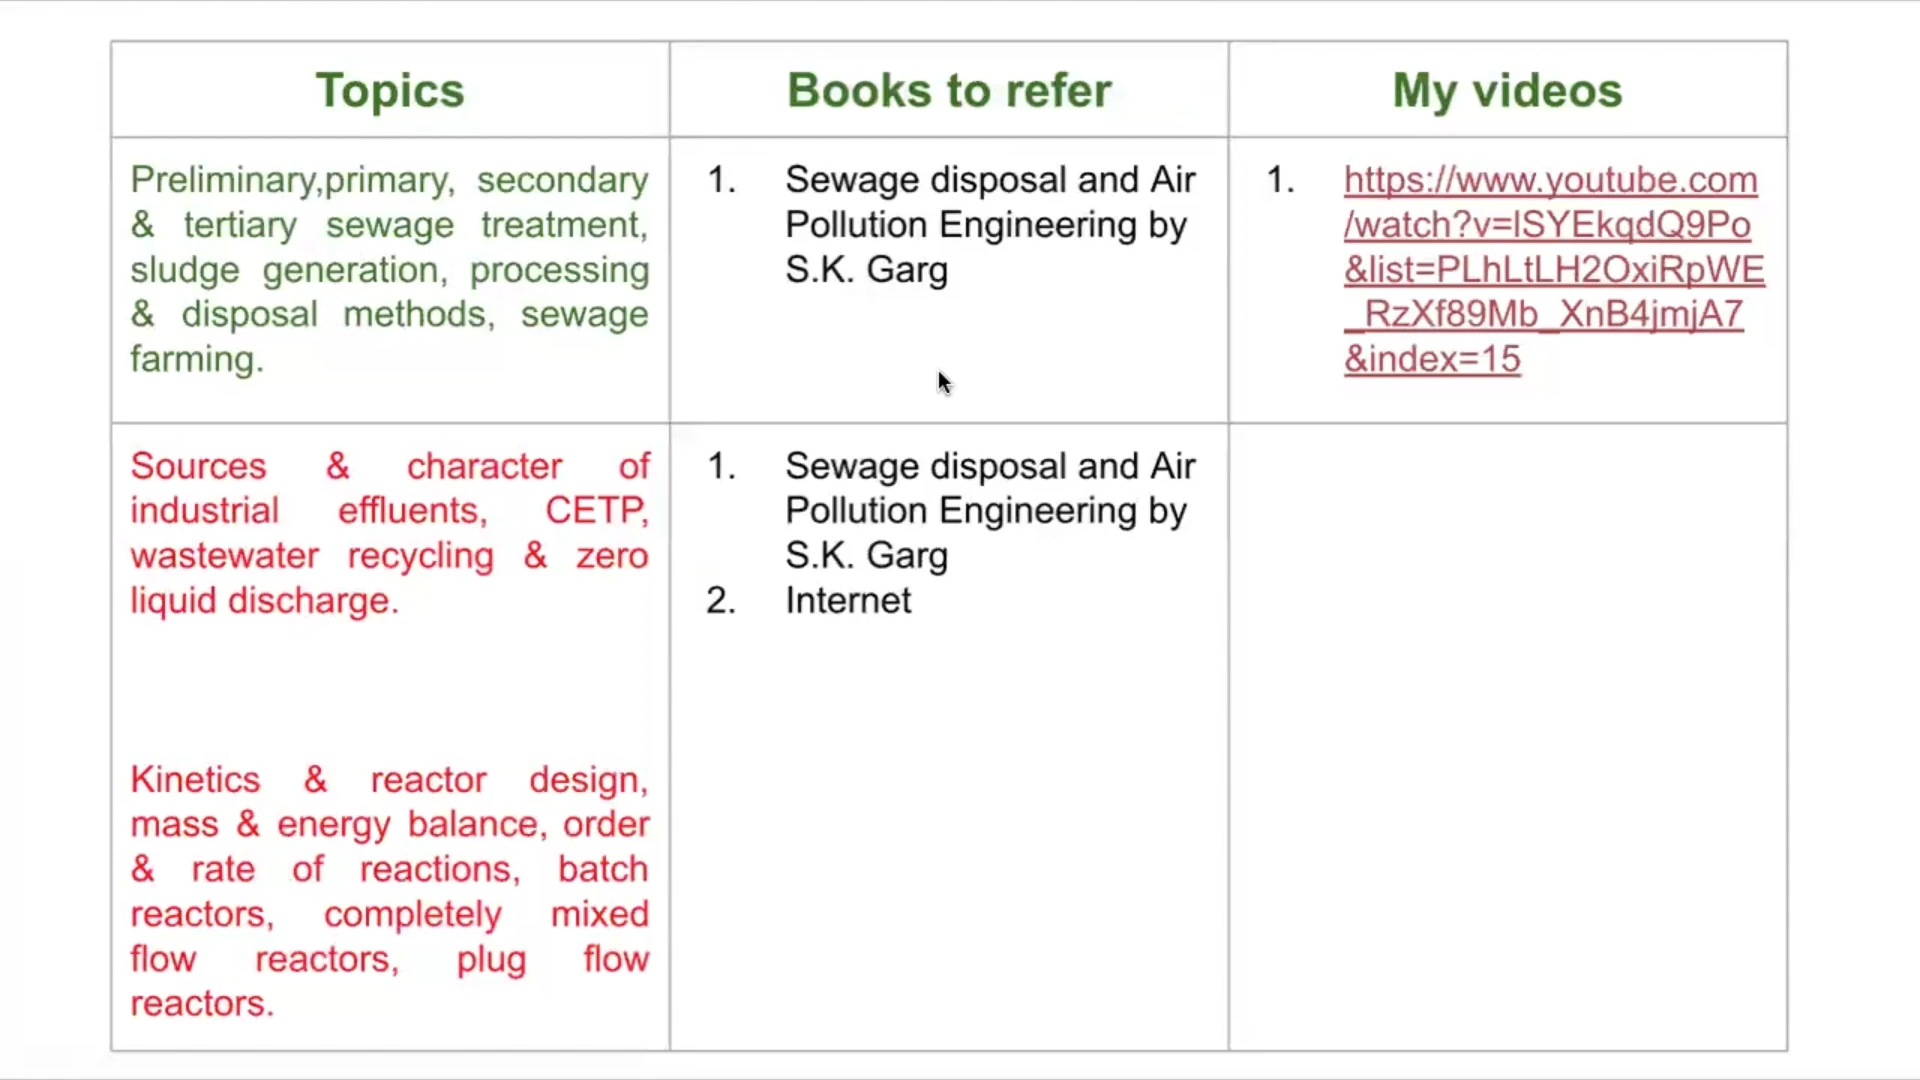 Topics
Books to refer
My videos
Preliminary,primary, secondary
& tertiary sewage treatment,
sludge generation, processing
& disposal methods, sewage
farming.
1. Sewage disposal and Air
Pollution Engineering by
S.K. Garg
1. https://www.youtube.com
/watch?v=lSYEkqdQ9Po
&list=PLhLtLH2OxiRpWE
_RzXf89Mb_XnB4jmjA7
&index=15
Sources & character of
industrial effluents, CETP,
wastewater recycling & zero
liquid discharge.
Kinetics & reactor design,
mass & energy balance, order
& rate of reactions, batch
reactors, completely mixed
flow reactors, plug flow
reactors.
1. Sewage disposal and Air
Pollution Engineering by
S.K. Garg
2. Internet